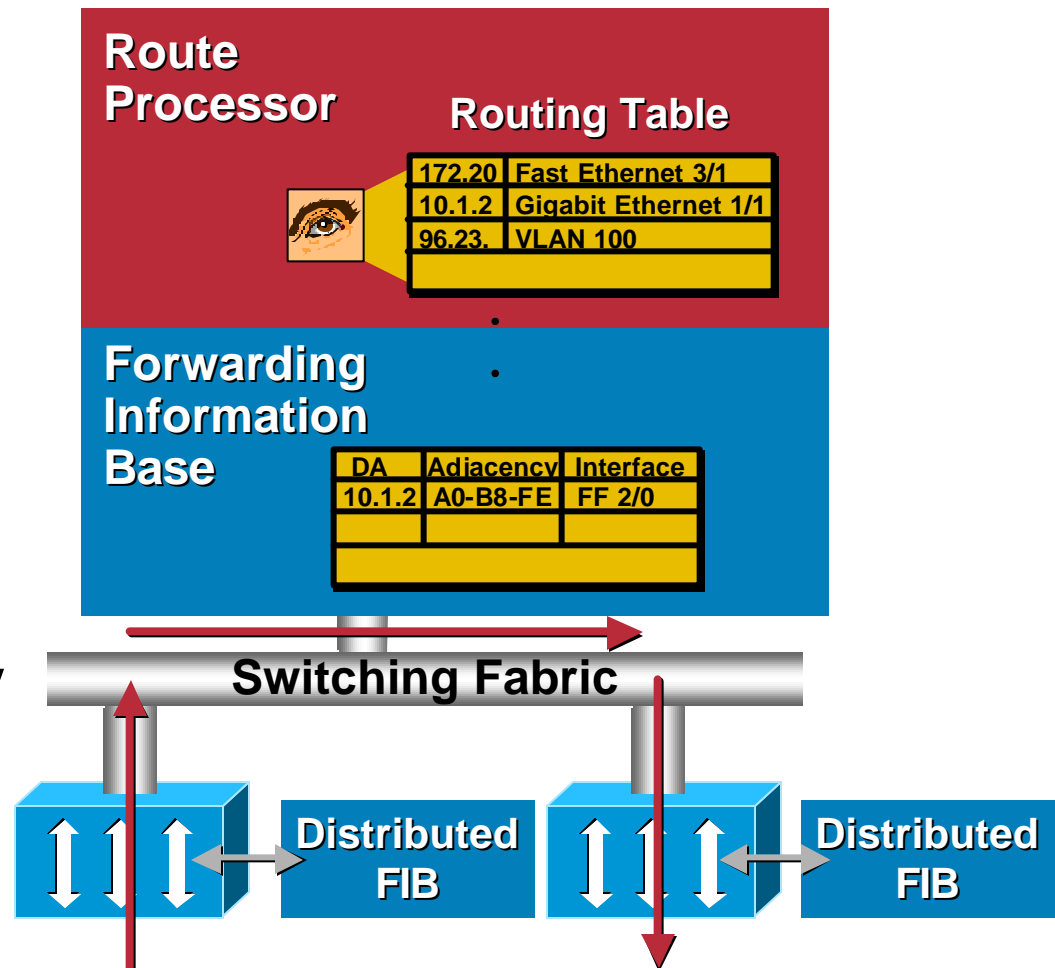 Route
Processor
Routing Table
172.20 Fast Ethernet 3/1
10.1.2 Gigabit Ethernet 1/1
96.23. VLAN 100
Forwarding
Information
Base
DA Adjacency Interface
10.1.2 A0-B8-FE FF 2/0
Switching Fabric
Distributed
FIB
Distributed
FIB